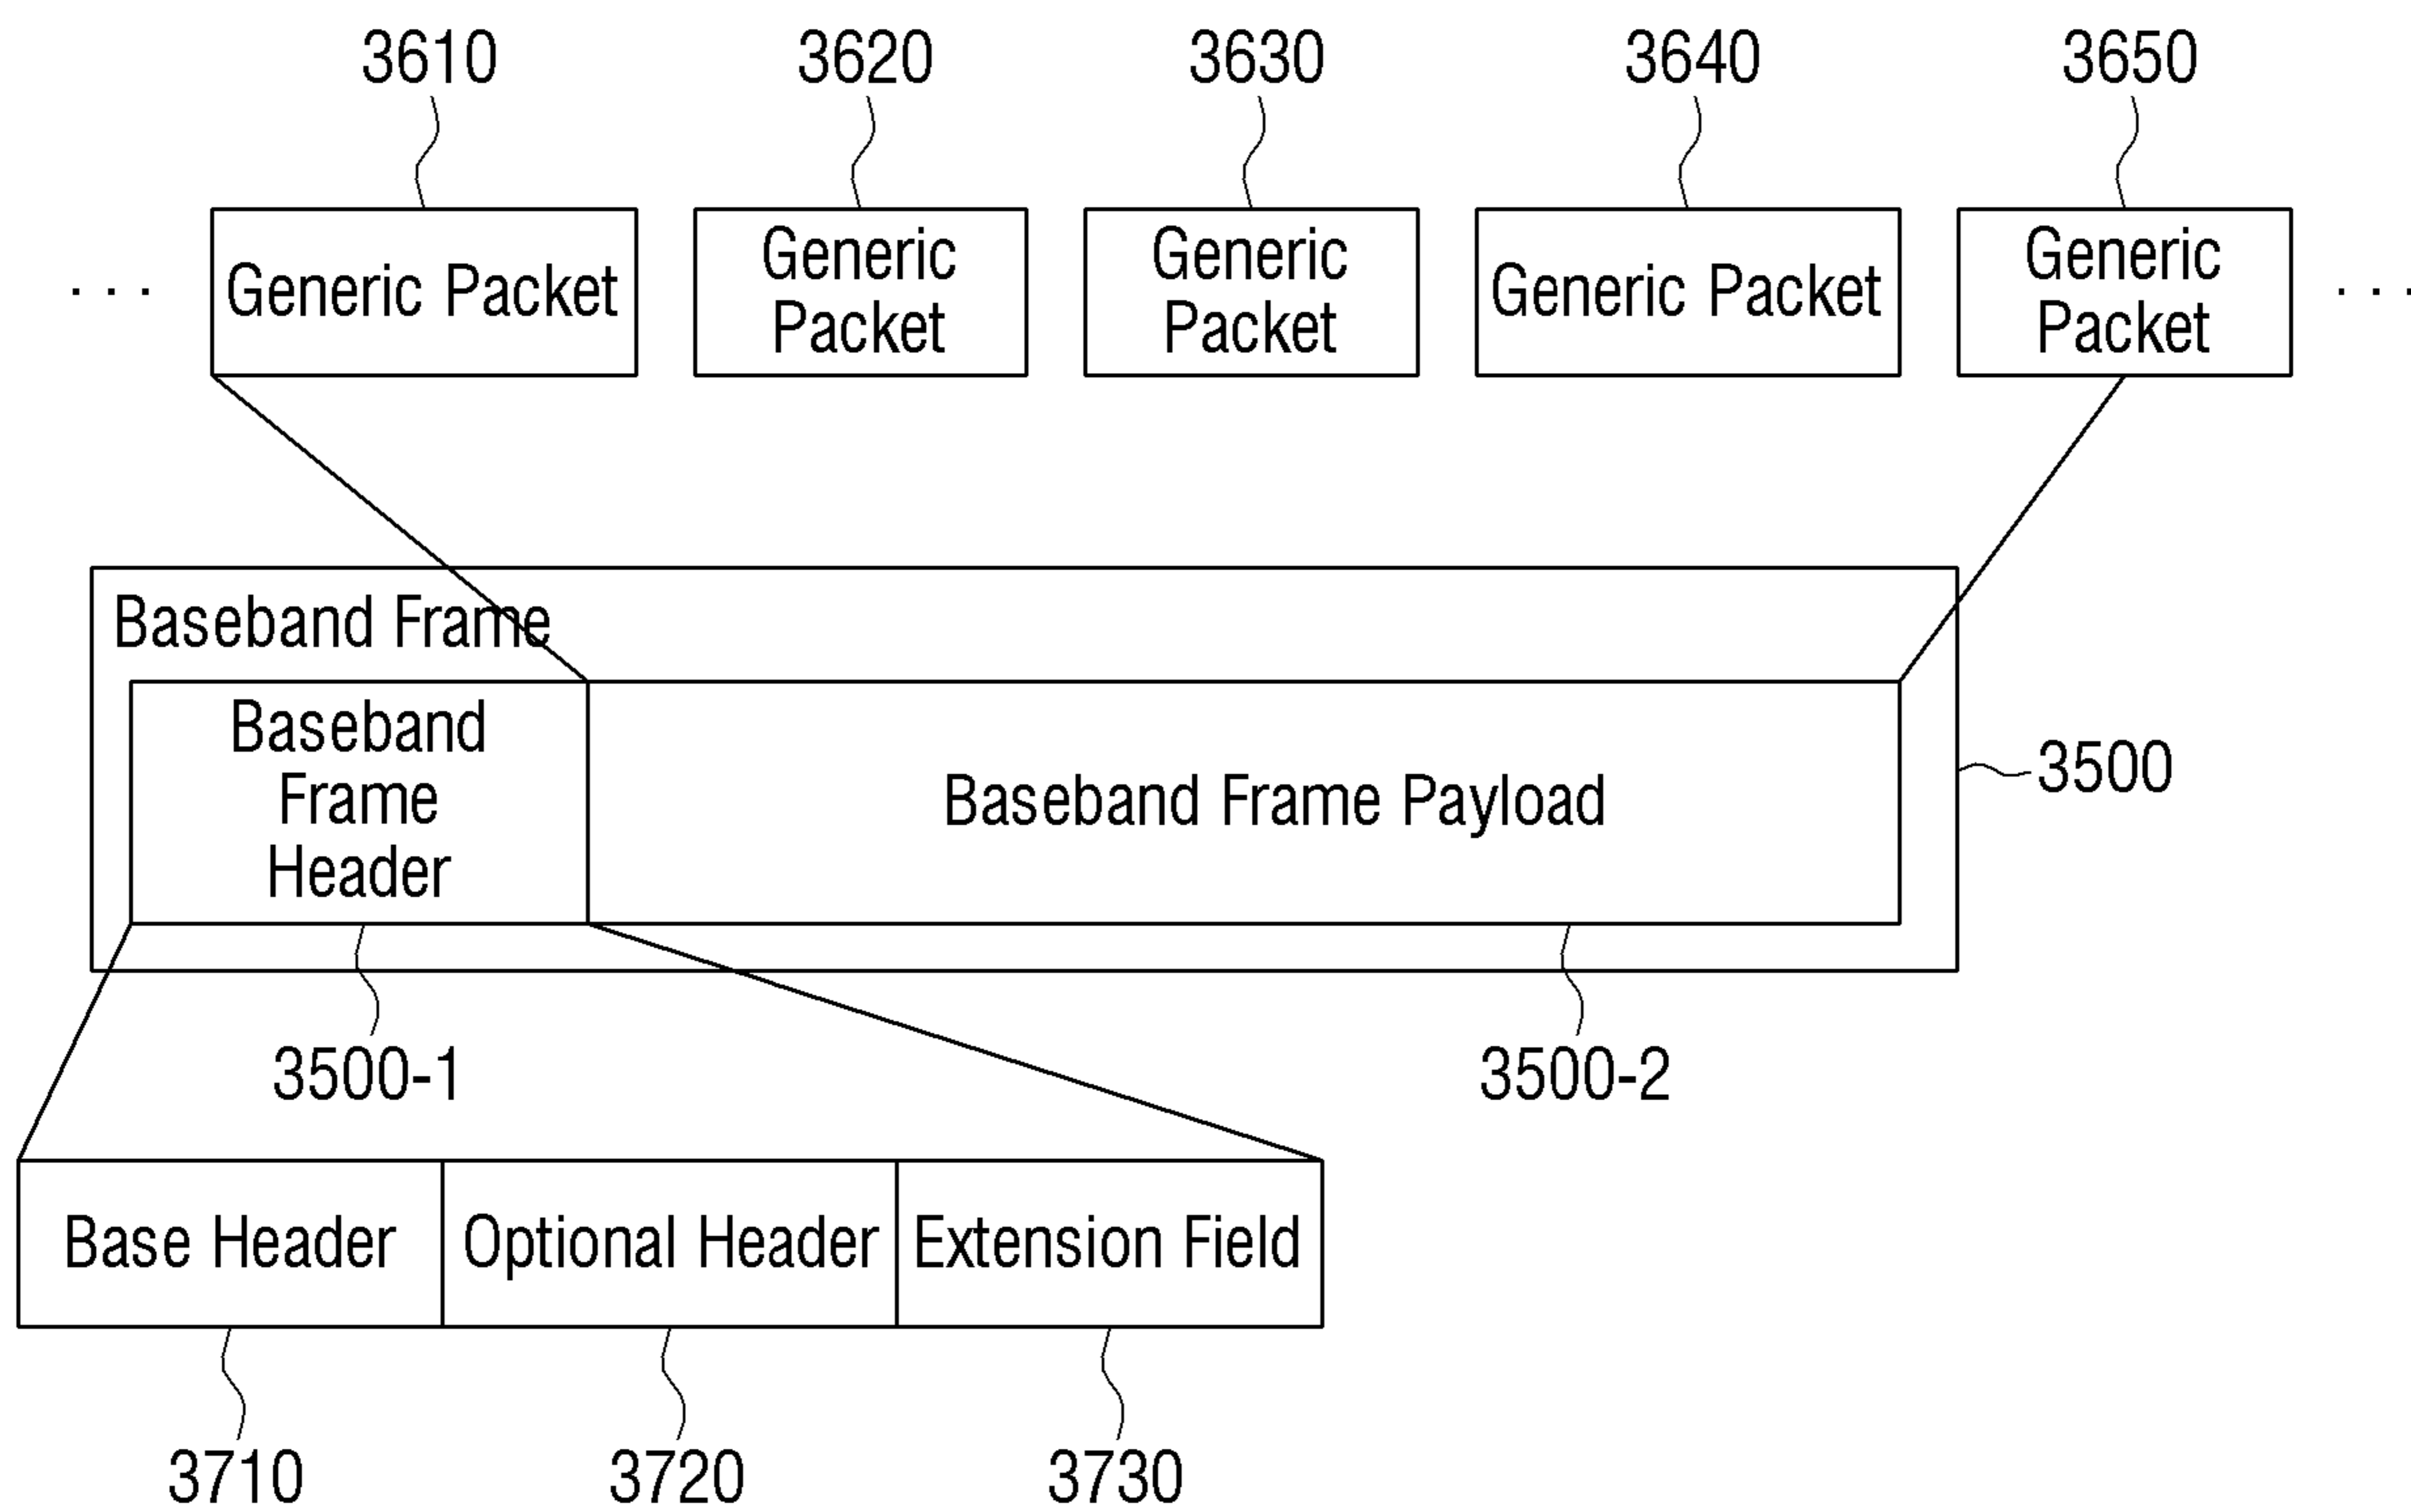 3610 3620 3630 3640 3650
. . . Generic Packet Generic Packet Generic Packet Generic Packet Generic Packet . . .
Baseband Frame
Baseband
Frame
Header
Baseband Frame Payload
3500
3500-1 3500-2
Base Header Optional Header Extension Field
3710 3720 3730